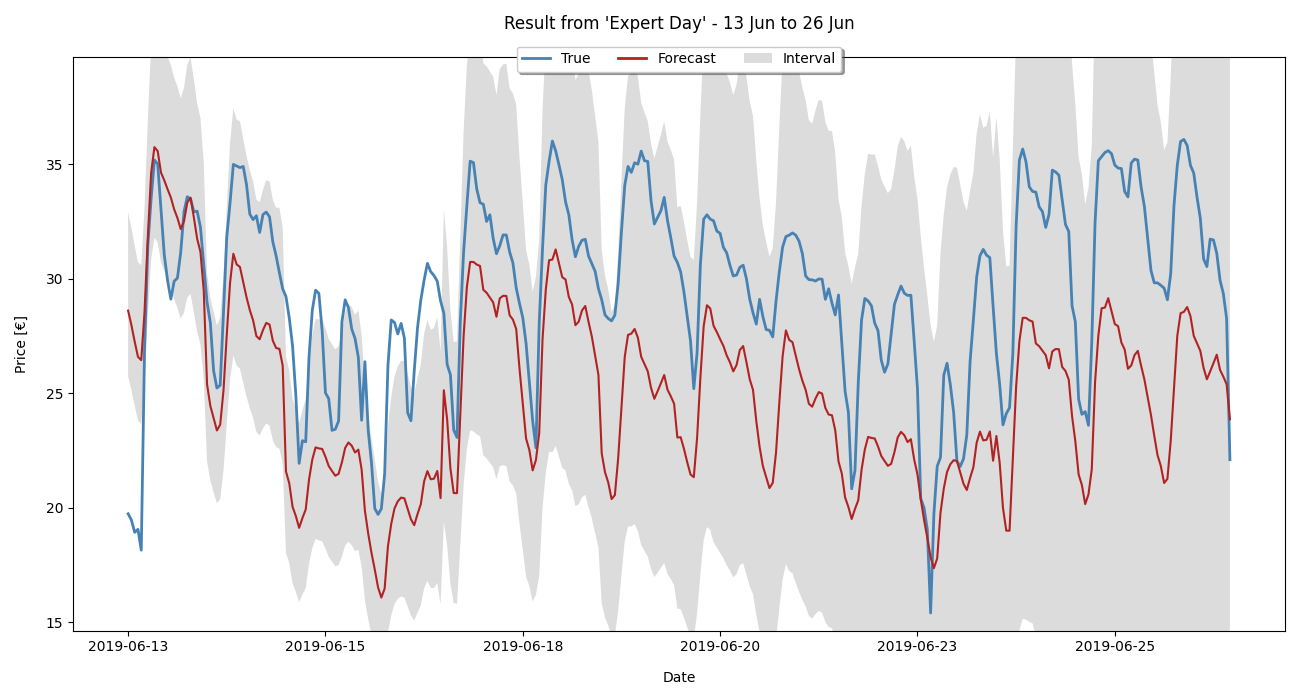 Result from 'Expert Day' - 13 Jun to 26 Jun
True Forecast Interval
35
30
25
20
15
Price [€]
2019-06-13 2019-06-15 2019-06-18 2019-06-20 2019-06-23 2019-06-25
Date